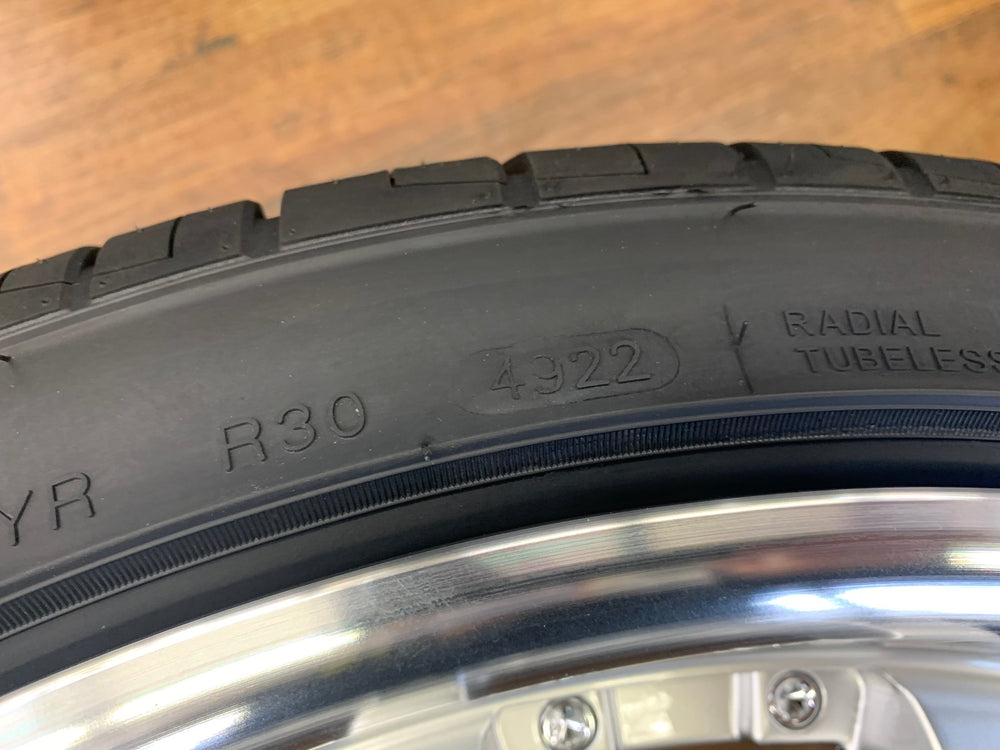 YR R30 4922
RADIAL
TUBELESS